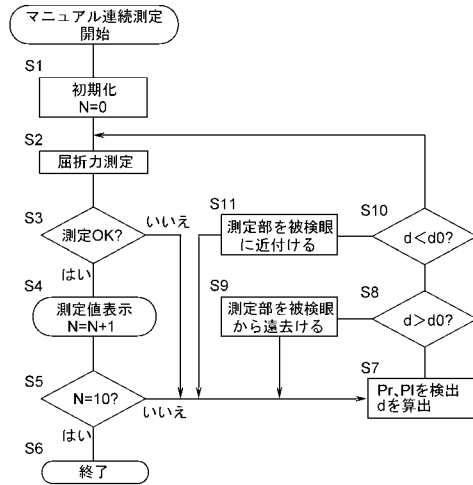 マニュアル連続測定
開始
S1
初期化
N=0
S2
屈折力測定
S3
測定OK?
いいえ
はい
S4
測定値表示
N=N+1
S5
N=10?
いいえ
はい
S6
終了
S11
測定部を被検眼
に近付ける
S10
d<d0?
S9
測定部を被検眼
から遠去ける
S8
d>d0?
S7
Pr、Plを検出
dを算出